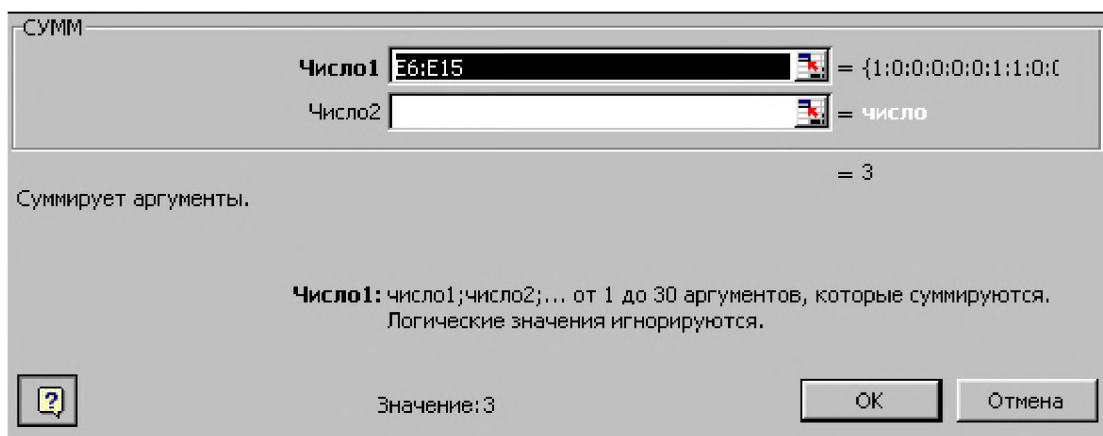 СУММ
Число1 E6:E15 = {1:0:0:0:0:0:1:1:0:0
Число2 = число
= 3
Суммирует аргументы.
Число1: число1;число2;... от 1 до 30 аргументов, которые суммируются.
Логические значения игнорируются.
Значение:3 ОК Отмена